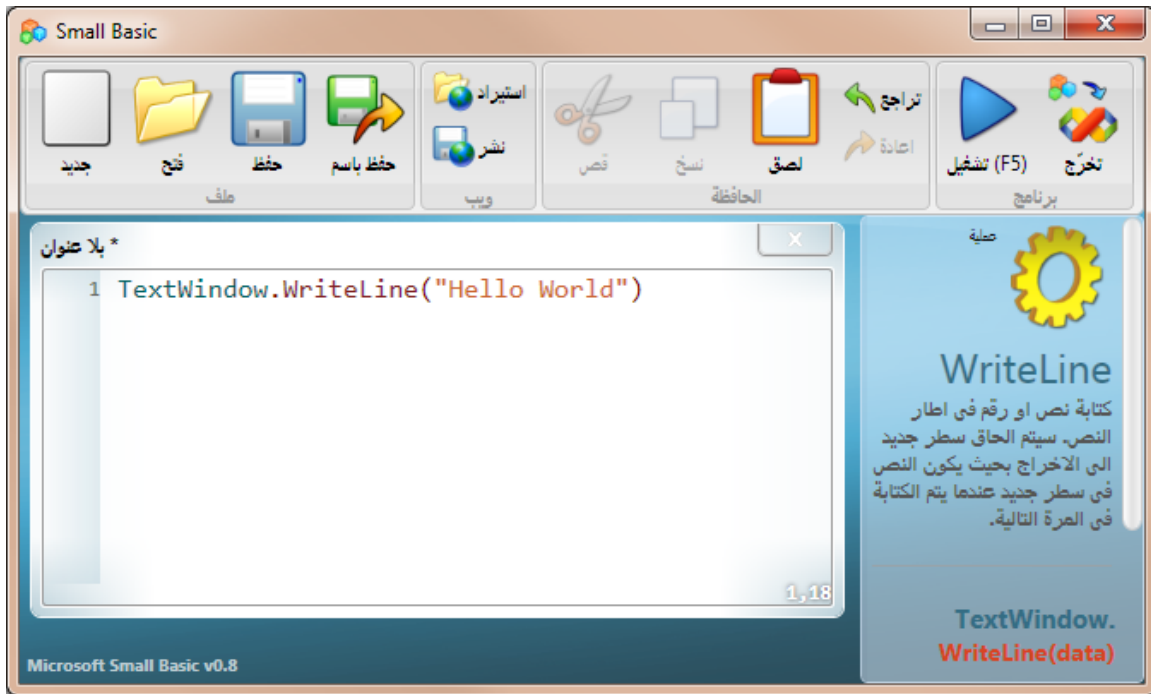 Small Basic
جديد
فتح
حفظ
حفظ باسم
ملف
استيراد
نشر
ويب
قص
نسخ
لصق
تراجع
اعادة
الحافظة
تشغيل (F5)
تخرّج
برنامج
بلا عنوان *
1 TextWindow.WriteLine("Hello World")
1,18
عملية
WriteLine
كتابة نص او رقم في اطار
النص. سيتم الحاق سطر جديد
الى الاخراج بحيث يكون النص
في سطر جديد عندما يتم الكتابة
في المرة التالية.
TextWindow.
WriteLine(data)
Microsoft Small Basic v0.8